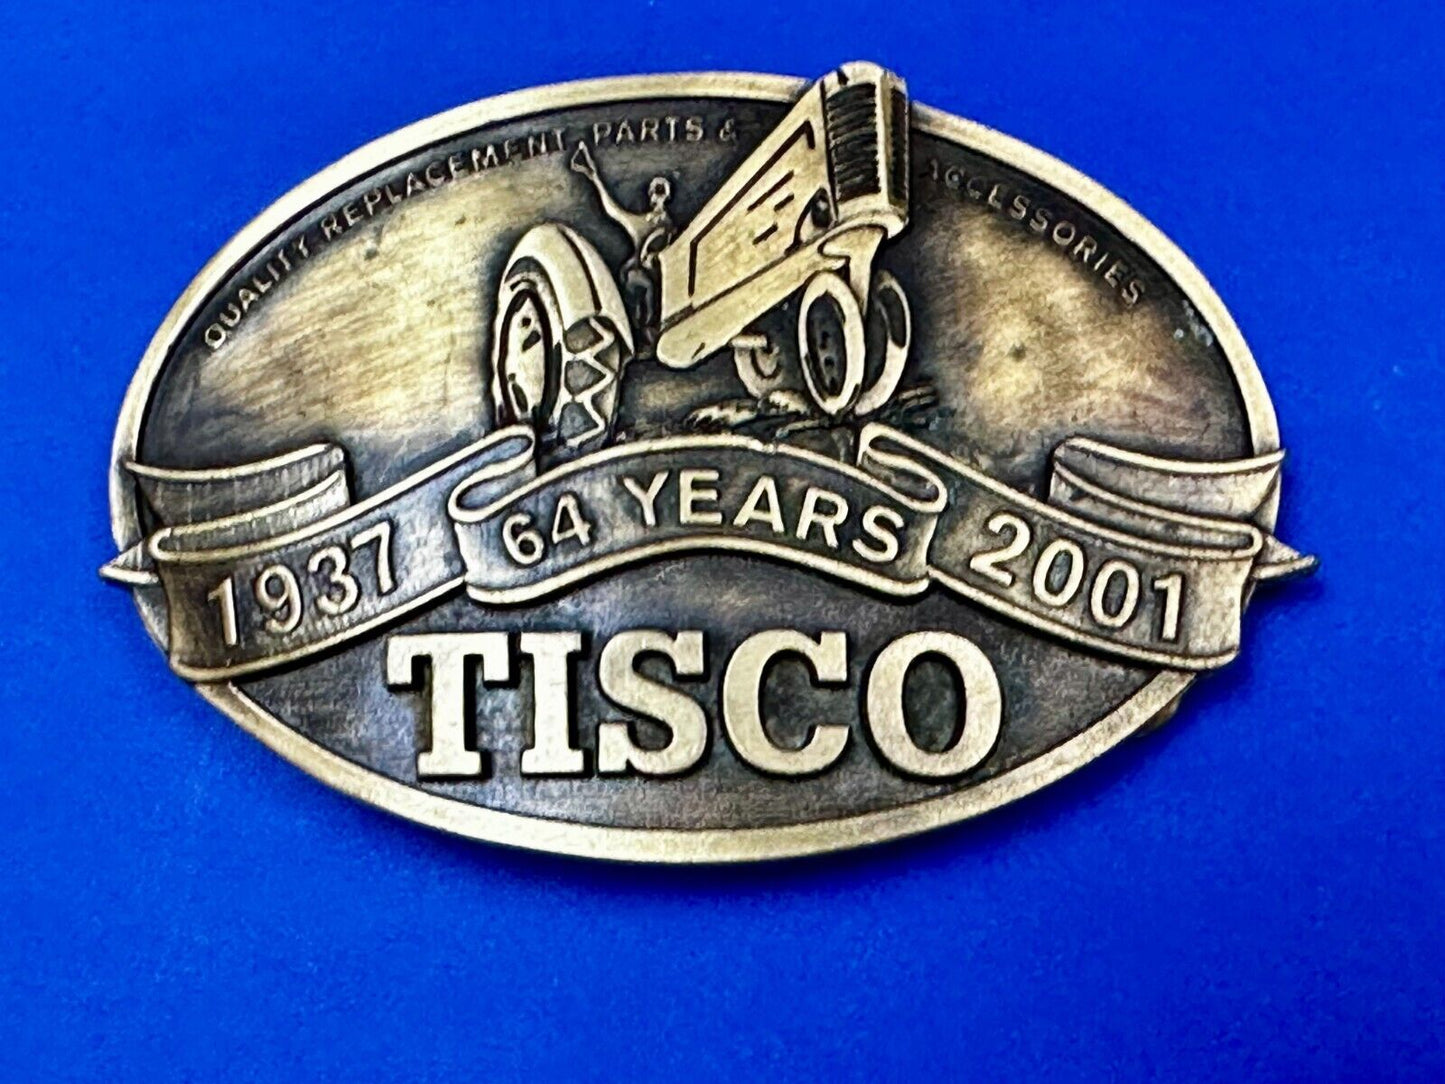 QUALITY REPLACEMENT PARTS & ACCESSORIES
1937 64 YEARS 2001
TISCO